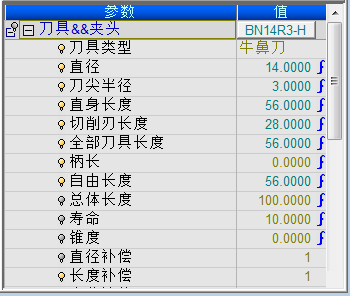 参数 值
刀具&&夹头 BN14R3-H
刀具类型 牛鼻刀
直径 14.0000 f
刀尖半径 3.0000 f
直身长度 56.0000 f
切削刃长度 28.0000 f
全部刀具长度 56.0000 f
柄长 0.0000 f
自由长度 56.0000 f
总体长度 100.0000 f
寿命 10.0000 f
锥度 0.0000 f
直径补偿 1
长度补偿 1